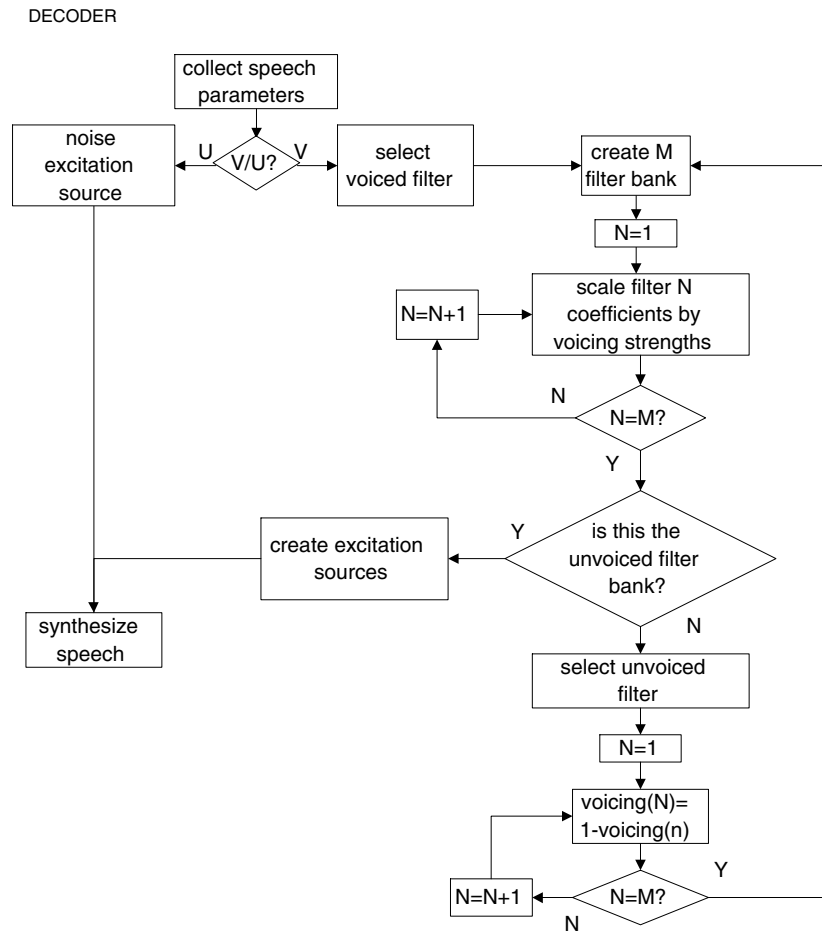 DECODER
collect speech
parameters
noise
excitation
source
U
V/U?
V
select
voiced filter
create M
filter bank
N=1
N=N+1
scale filter N
coefficients by
voicing strengths
N
N=M?
Y
Y
is this the
unvoiced filter
bank?
create excitation
sources
N
synthesize
speech
select unvoiced
filter
N=1
voicing(N)=
1-voicing(n)
Y
N=N+1
N=M?
N